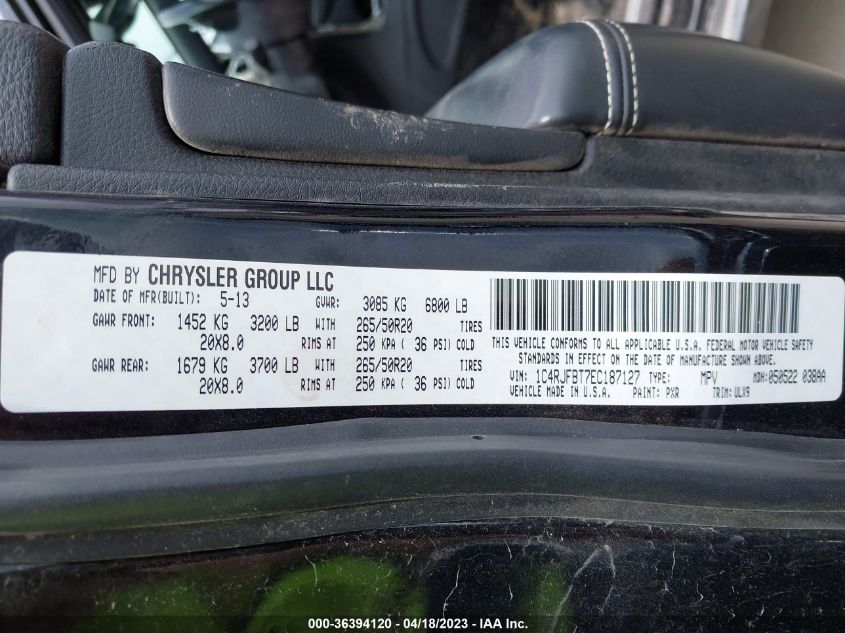 MFD BY CHRYSLER GROUP LLC
DATE OF MFR(BUILT): 5-13 GVWR: 3085 KG 6800 LB
GAWR FRONT: 1452 KG 3200 LB WITH 265/50R20 TIRES
20X8.0 RIMS AT 250 KPA ( 36 PSI) COLD
GAWR REAR: 1679 KG 3700 LB WITH 265/50R20 TIRES
20X8.0 RIMS AT 250 KPA ( 36 PSI) COLD
THIS VEHICLE CONFORMS TO ALL APPLICABLE U.S.A. FEDERAL MOTOR VEHICLE SAFETY
STANDARDS IN EFFECT ON THE DATE OF MANUFACTURE SHOWN ABOVE.
VIN: 1C4RJFBT7EC187127 TYPE: MPV MDH: 050522 038AA
VEHICLE MADE IN U.S.A. PAINT: PXR TRIM: ULX9
000-36394120 - 04/18/2023 - IAA Inc.